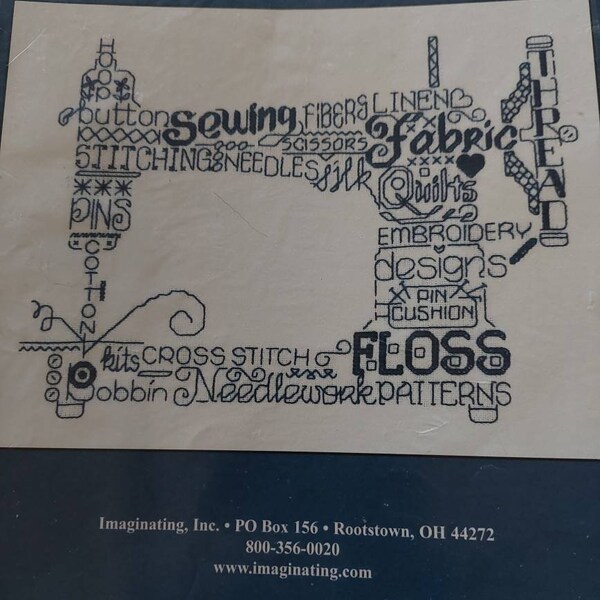 HOOPS
button Sewing FIBERS LINEN
SCISSORS Fabric
STITCHING NEEDLES silk
THREAD
PINS Quilts
COTTON
EMBROIDERY
designs
PIN
CUSHION
kits CROSS STITCH FLOSS
Bobbin Needlework PATTERNS
Imaginating, Inc. • PO Box 156 • Rootstown, OH 44272
800-356-0020
www.imaginating.com